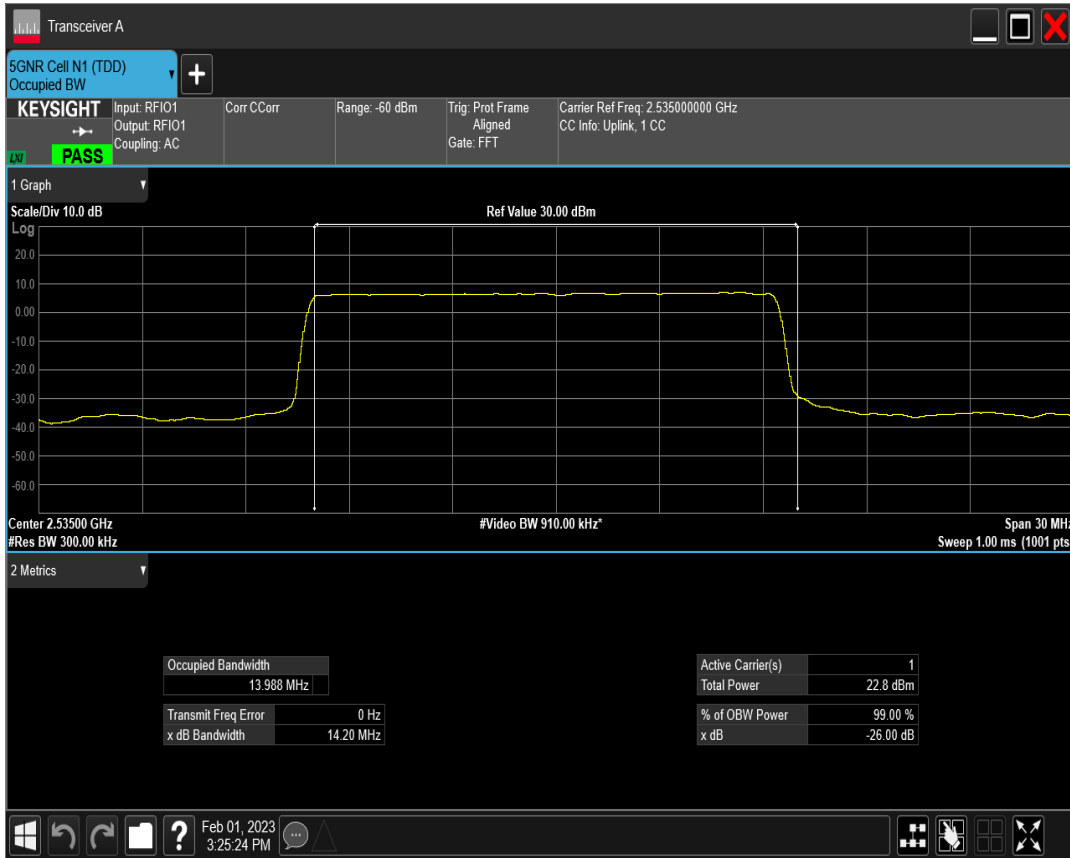 Transceiver A
5GNR Cell N1 (TDD)
Occupied BW
KEYSIGHT
LXI
PASS
Input: RFIO1
Output: RFIO1
Coupling: AC
Corr CCorr
Range: -60 dBm
Trig: Prot Frame
Aligned
Gate: FFT
Carrier Ref Freq: 2.535000000 GHz
CC Info: Uplink, 1 CC
1 Graph
Scale/Div 10.0 dB
Ref Value 30.00 dBm
Log
20.0
10.0
0.00
-10.0
-20.0
-30.0
-40.0
-50.0
-60.0
Center 2.53500 GHz
#Video BW 910.00 kHz*
Span 30 MHz
#Res BW 300.00 kHz
Sweep 1.00 ms (1001 pts
2 Metrics
Occupied Bandwidth
13.988 MHz
Transmit Freq Error 0 Hz
x dB Bandwidth 14.20 MHz
Active Carrier(s) 1
Total Power 22.8 dBm
% of OBW Power 99.00 %
x dB -26.00 dB
?
Feb 01, 2023
3:25:24 PM